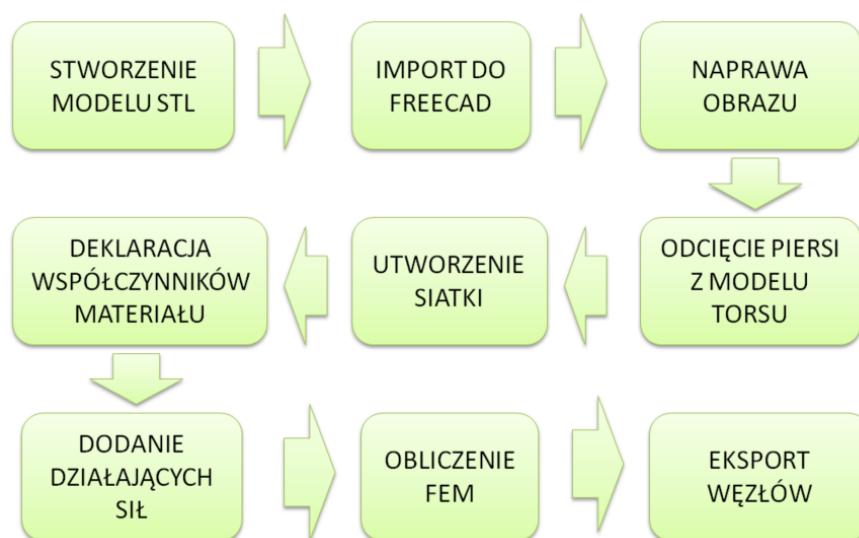 STWORZENIE
MODELU STL
IMPORT DO
FREECAD
NAPRAWA
OBRAZU
ODCIĘCIE PIERSI
Z MODELU
TORSU
UTWORZENIE
SIATKI
DEKLARACJA
WSPÓŁCZYNNIKÓW
MATERIAŁU
DODANIE
DZIAŁAJĄCYCH
SIŁ
OBLICZENIE
FEM
EKSPORT
WĘZŁÓW